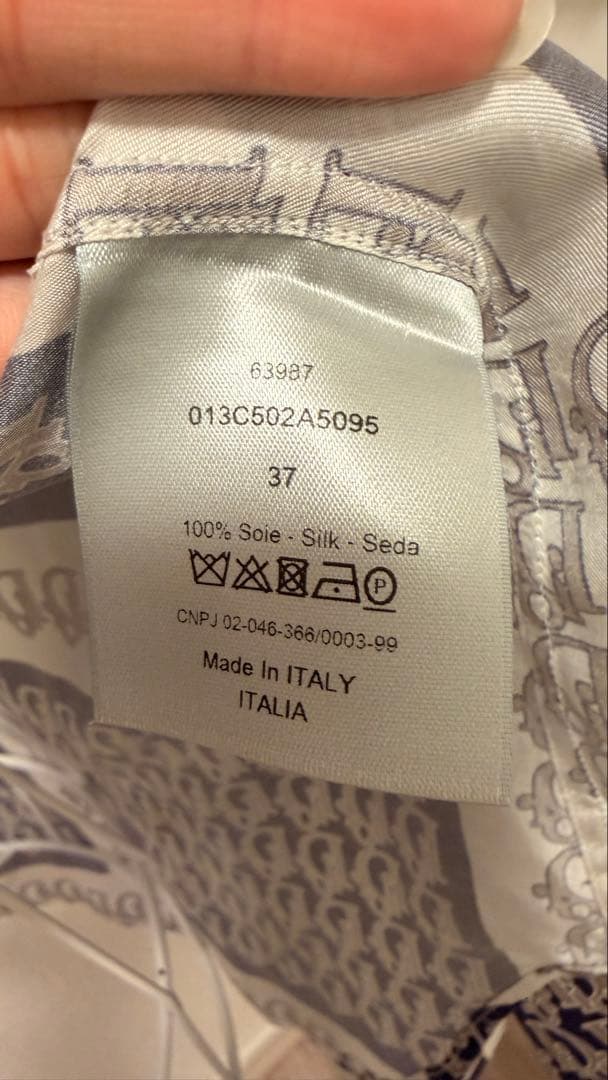 63987
013C502A5095
37
100% Soie - Silk - Seda
P
CNPJ 02-046-366/0003-99
Made In ITALY
ITALIA